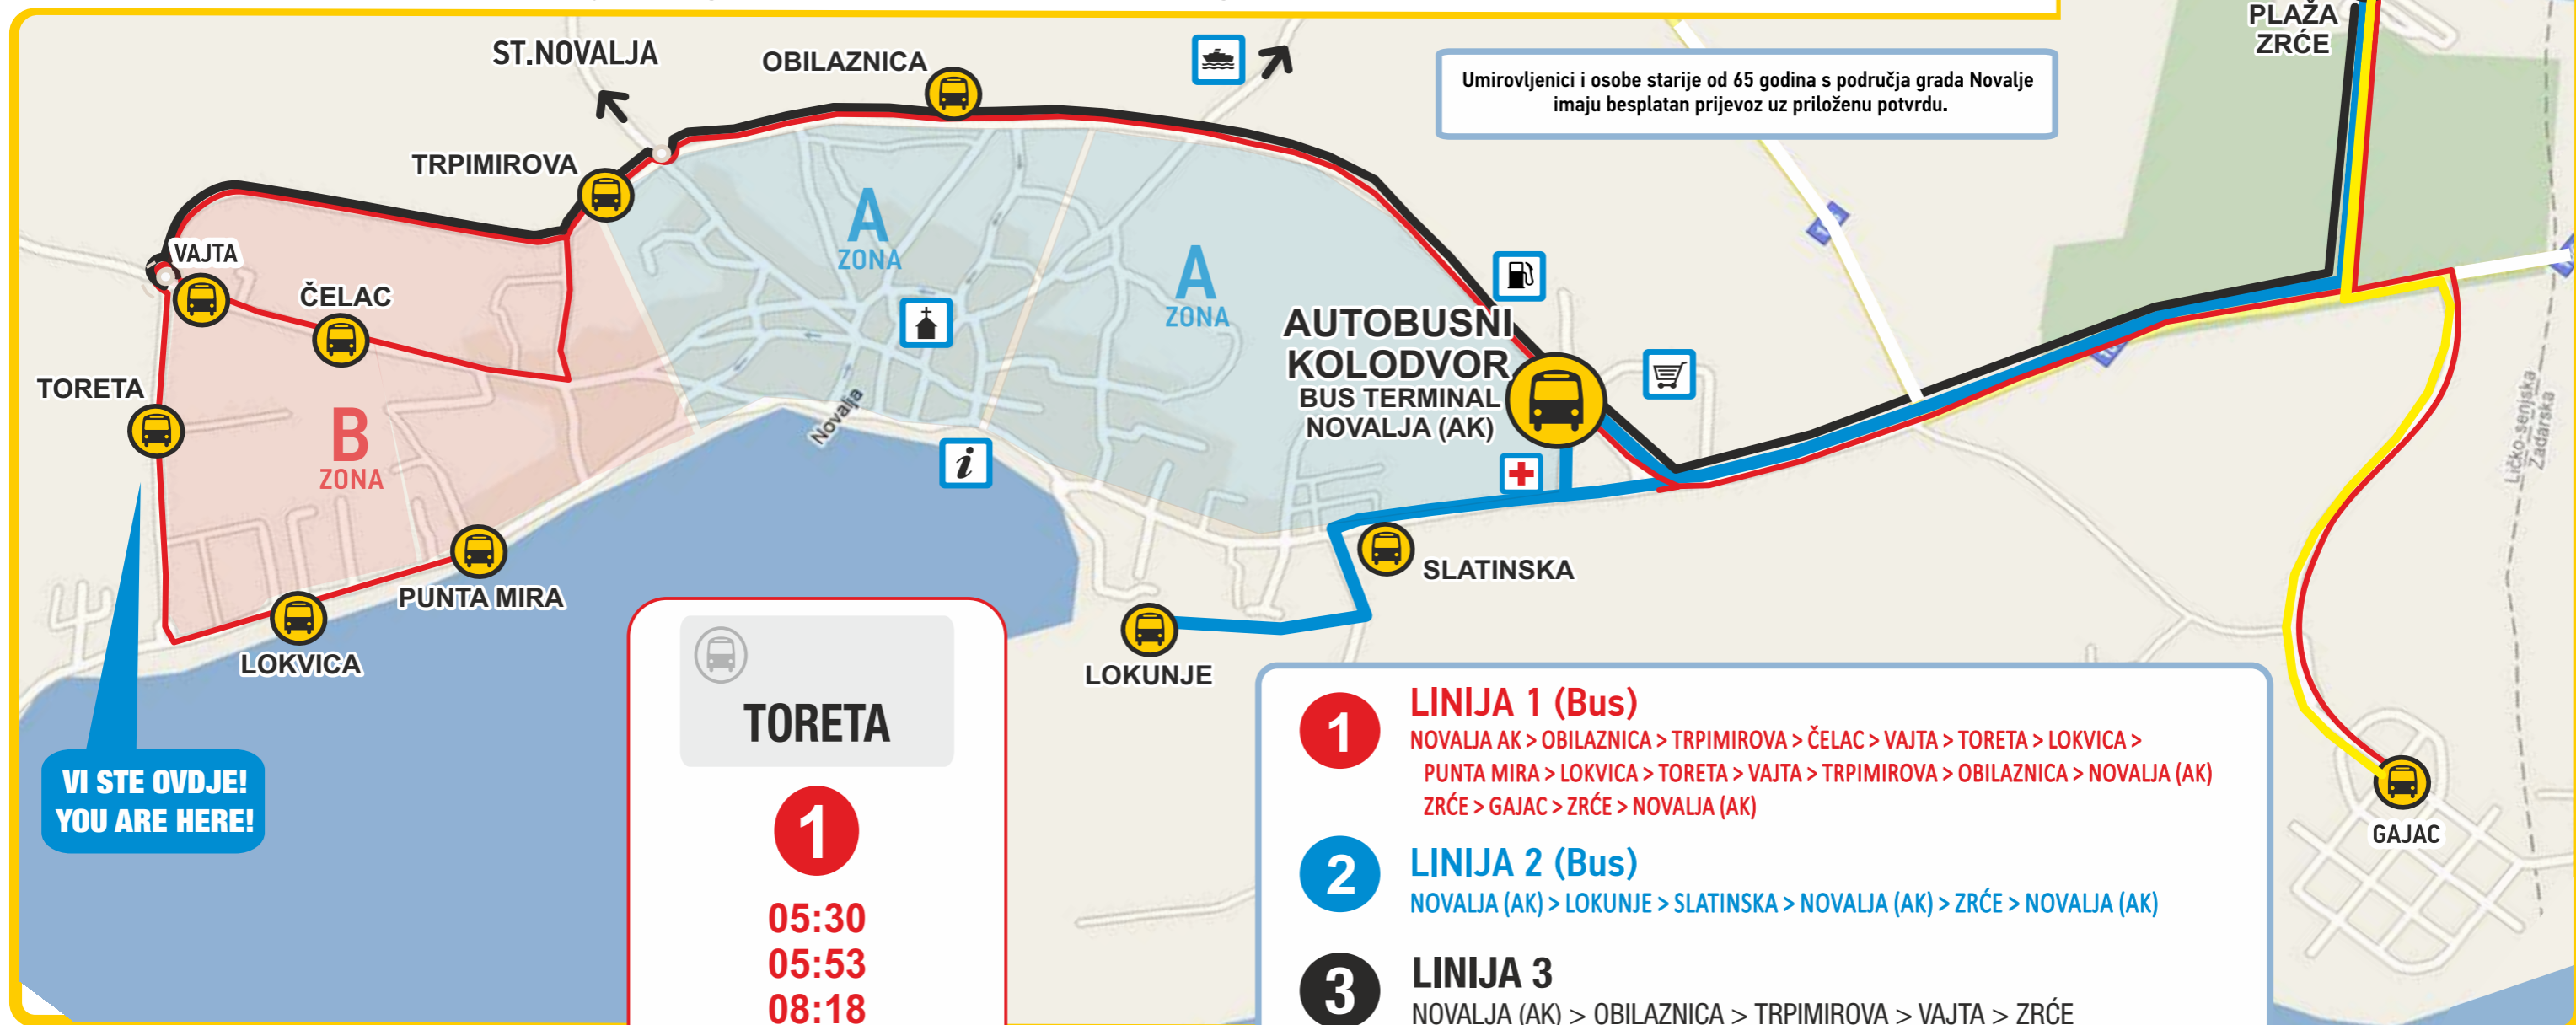 PLAŽA
ZRĆE
ST.NOVALJA
OBILAZNICA
Umirovljenici i osobe starije od 65 godina s područja grada Novalje
imaju besplatan prijevoz uz priloženu potvrdu.
TRPIMIROVA
A
ZONA
VAJTA
A
ZONA
ČELAC
AUTOBUSNI
KOLODVOR
BUS TERMINAL
NOVALJA (AK)
TORETA
Novalja
B
ZONA
i
Ličko-senjska
Zadarska
SLATINSKA
PUNTA MIRA
LOKVICA
LOKUNJE
VI STE OVDJE!
YOU ARE HERE!
TORETA
1
05:30
05:53
08:18
1
LINIJA 1 (Bus)
NOVALJA AK > OBILAZNICA > TRPIMIROVA > ČELAC > VAJTA > TORETA > LOKVICA >
PUNTA MIRA > LOKVICA > TORETA > VAJTA > TRPIMIROVA > OBILAZNICA > NOVALJA (AK)
ZRĆE > GAJAC > ZRĆE > NOVALJA (AK)
2
LINIJA 2 (Bus)
NOVALJA (AK) > LOKUNJE > SLATINSKA > NOVALJA (AK) > ZRĆE > NOVALJA (AK)
3
LINIJA 3
NOVALJA (AK) > OBILAZNICA > TRPIMIROVA > VAJTA > ZRĆE
GAJAC